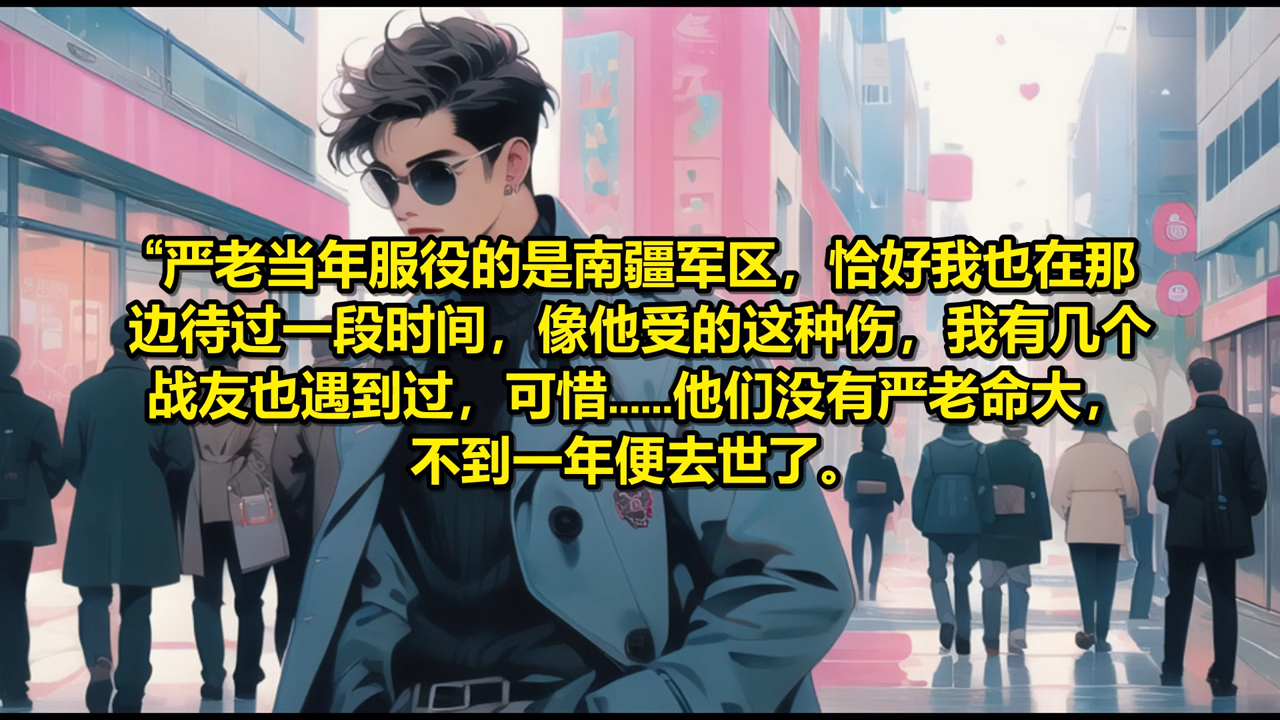 “严老当年服役的是南疆军区，恰好我也在那
边待过一段时间，像他受的这种伤，我有几个
战友也遇到过，可惜......他们没有严老命大，
不到一年便去世了。